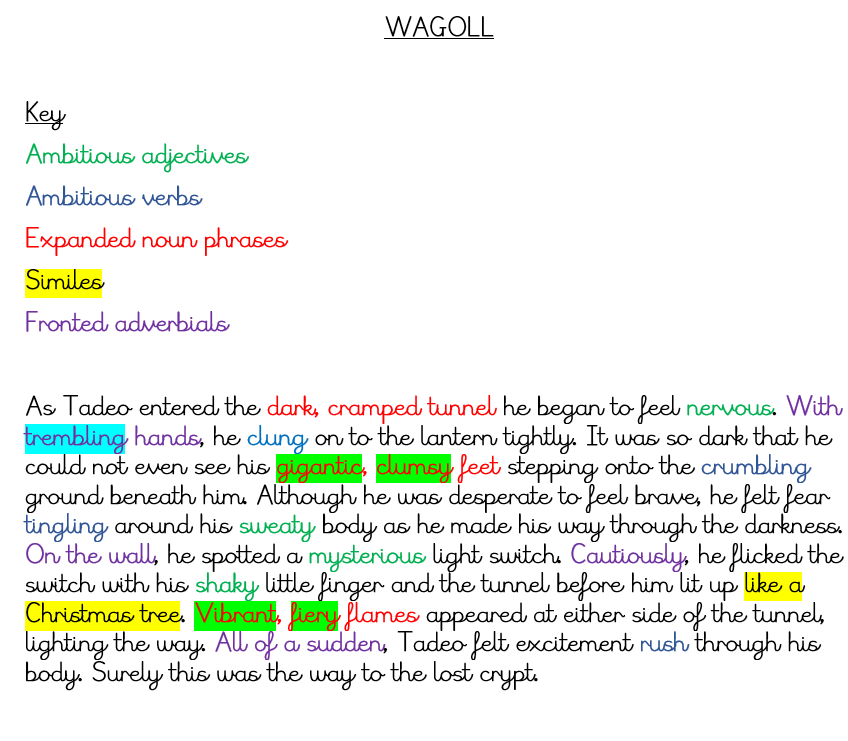 WAGOLL
Key
Ambitious adjectives
Ambitious verbs
Expanded noun phrases
Similes
Fronted adverbials
As Tadeo entered the dark, cramped tunnel he began to feel nervous. With
trembling hands, he clung on to the lantern tightly. It was so dark that he
could not even see his gigantic, clumsy feet stepping onto the crumbling
ground beneath him. Although he was desperate to feel brave, he felt fear
tingling around his sweaty body as he made his way through the darkness.
On the wall, he spotted a mysterious light switch. Cautiously, he flicked the
switch with his shaky little finger and the tunnel before him lit up like a
Christmas tree. Vibrant, fiery flames appeared at either side of the tunnel,
lighting the way. All of a sudden, Tadeo felt excitement rush through his
body. Surely this was the way to the lost crypt.